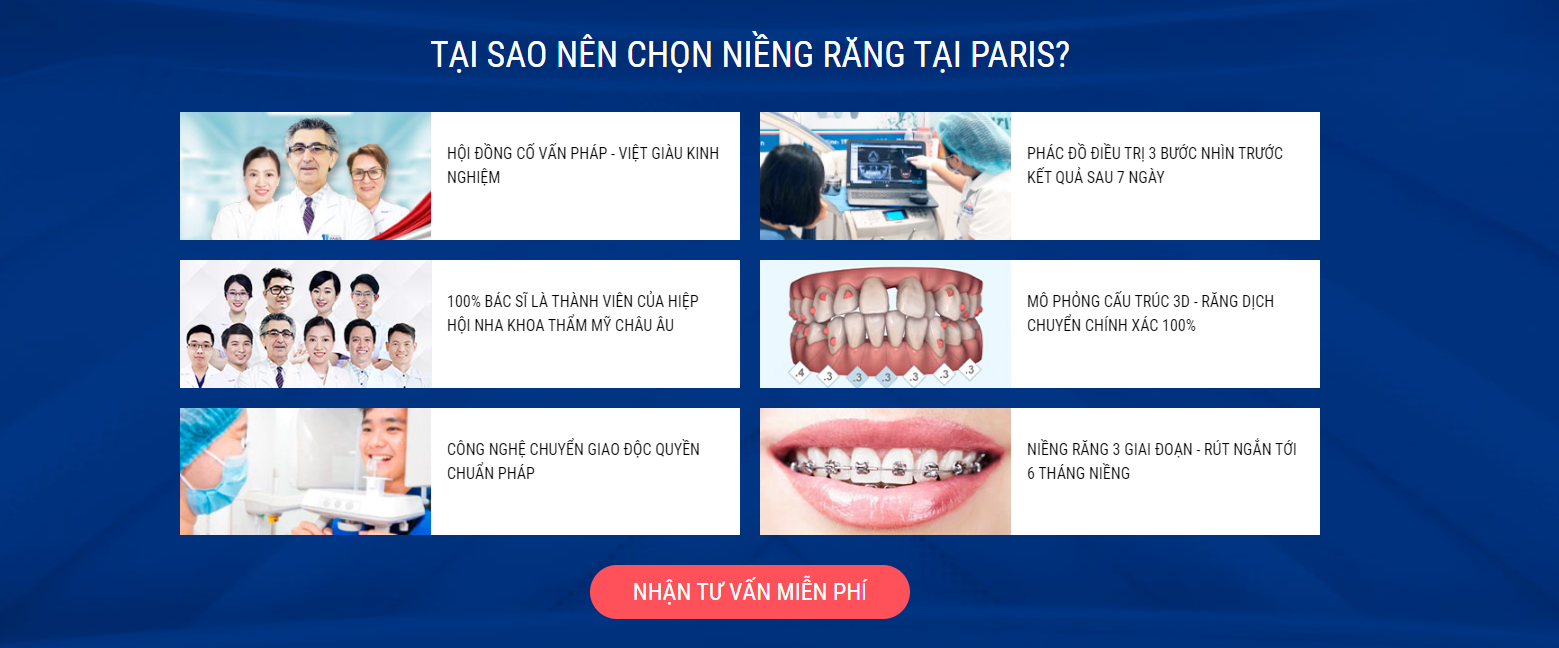 TẠI SAO NÊN CHỌN NIỀNG RĂNG TẠI PARIS?
HỘI ĐỒNG CỐ VẤN PHÁP - VIỆT GIÀU KINH
NGHIỆM
PHÁC ĐỒ ĐIỀU TRỊ 3 BƯỚC NHÌN TRƯỚC
KẾT QUẢ SAU 7 NGÀY
100% BÁC SĨ LÀ THÀNH VIÊN CỦA HIỆP
HỘI NHA KHOA THẨM MỸ CHÂU ÂU
MÔ PHỎNG CẤU TRÚC 3D - RĂNG DỊCH
CHUYỂN CHÍNH XÁC 100%
.4 .3 .3 .3 .3 .3 .3
CÔNG NGHỆ CHUYỂN GIAO ĐỘC QUYỀN
CHUẨN PHÁP
NIỀNG RĂNG 3 GIAI ĐOẠN - RÚT NGẮN TỚI
6 THÁNG NIỀNG
NHẬN TƯ VẤN MIỄN PHÍ